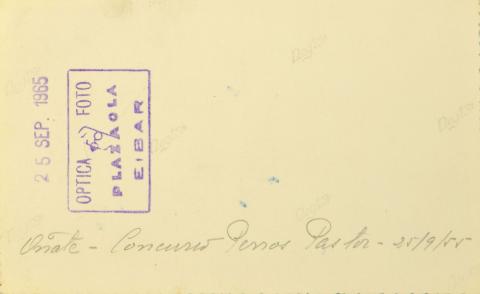 25 SEP. 1965
OPTICA FOTO
PLAZAOLA
EIBAR
Oñate - Concurso Perros Pastor - 25/9/65